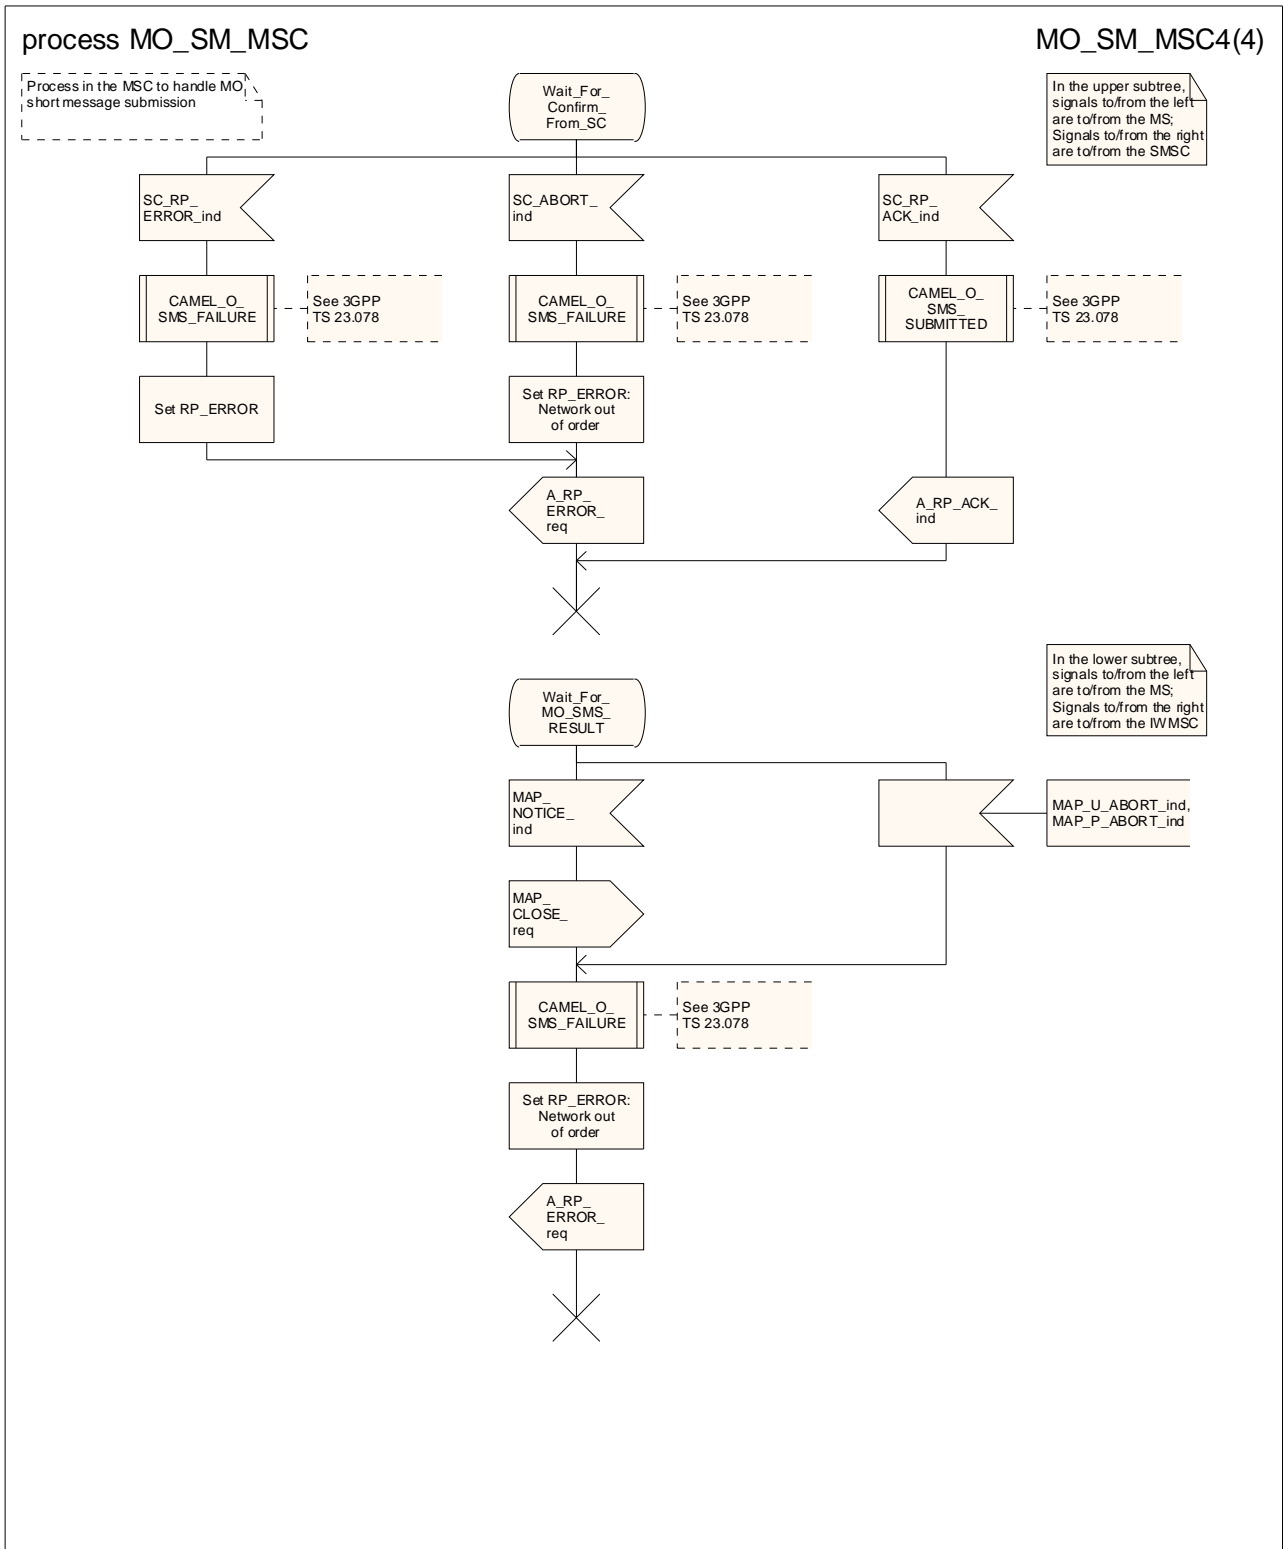 process MO_SM_MSC
MO_SM_MSC4(4)
Process in the MSC to handle MO
short message submission
Wait_For_
Confirm_
From_SC
In the upper subtree,
signals to/from the left
are to/from the MS;
Signals to/from the right
are to/from the SMSC
SC_RP_
ERROR_ind
SC_ABORT_
ind
SC_RP_
ACK_ind
CAMEL_O_
SMS_FAILURE
See 3GPP
TS 23.078
CAMEL_O_
SMS_FAILURE
See 3GPP
TS 23.078
CAMEL_O_
SMS_
SUBMITTED
See 3GPP
TS 23.078
Set RP_ERROR
Set RP_ERROR:
Network out
of order
A_RP_
ERROR_
req
A_RP_ACK_
ind
In the lower subtree,
signals to/from the left
are to/from the MS;
Signals to/from the right
are to/from the IWMSC
Wait_For_
MO_SMS_
RESULT
MAP_
NOTICE_
ind
MAP_U_ABORT_ind,
MAP_P_ABORT_ind
MAP_
CLOSE_
req
CAMEL_O_
SMS_FAILURE
See 3GPP
TS 23.078
Set RP_ERROR:
Network out
of order
A_RP_
ERROR_
req